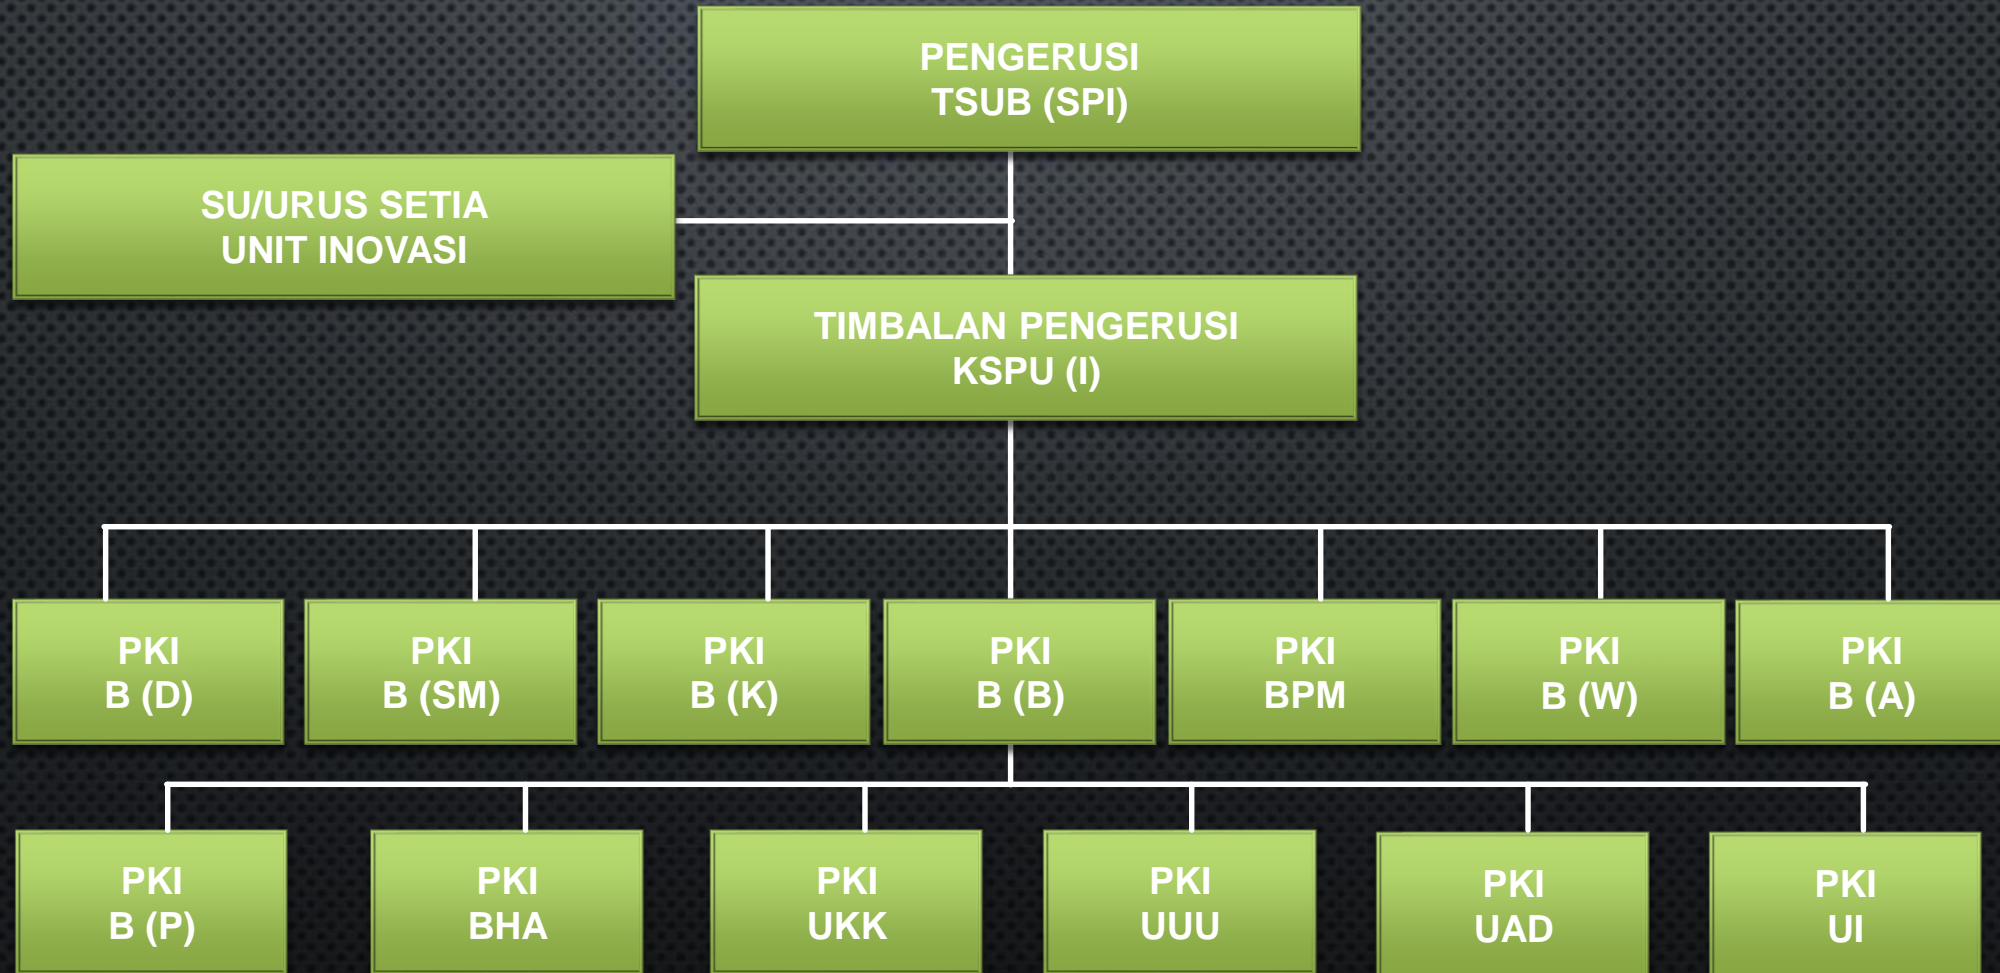 PENGERUSI
TSUB (SPI)
SU/URUS SETIA
UNIT INOVASI
TIMBALAN PENGERUSI
KSPU (I)
PKI
B (D)
PKI
B (SM)
PKI
B (K)
PKI
B (B)
PKI
BPM
PKI
B (W)
PKI
B (A)
PKI
B (P)
PKI
BHA
PKI
UKK
PKI
UUU
PKI
UAD
PKI
UI